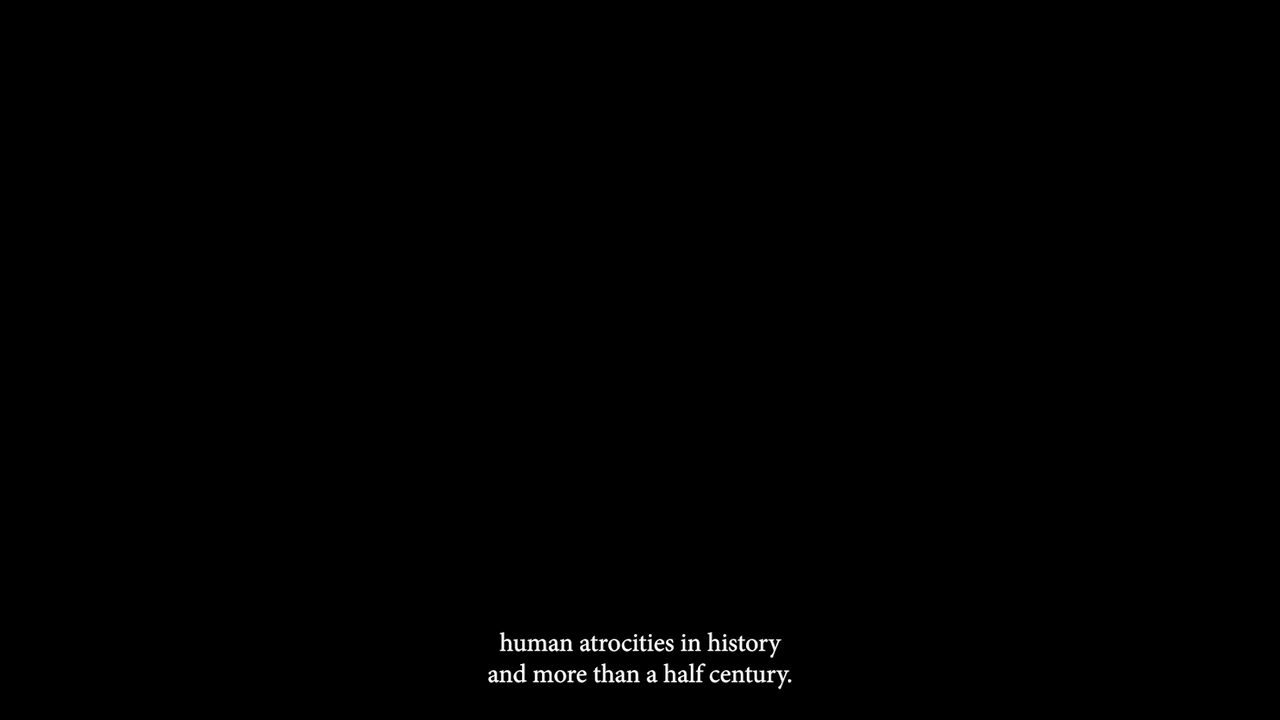 human atrocities in history
and more than a half century.